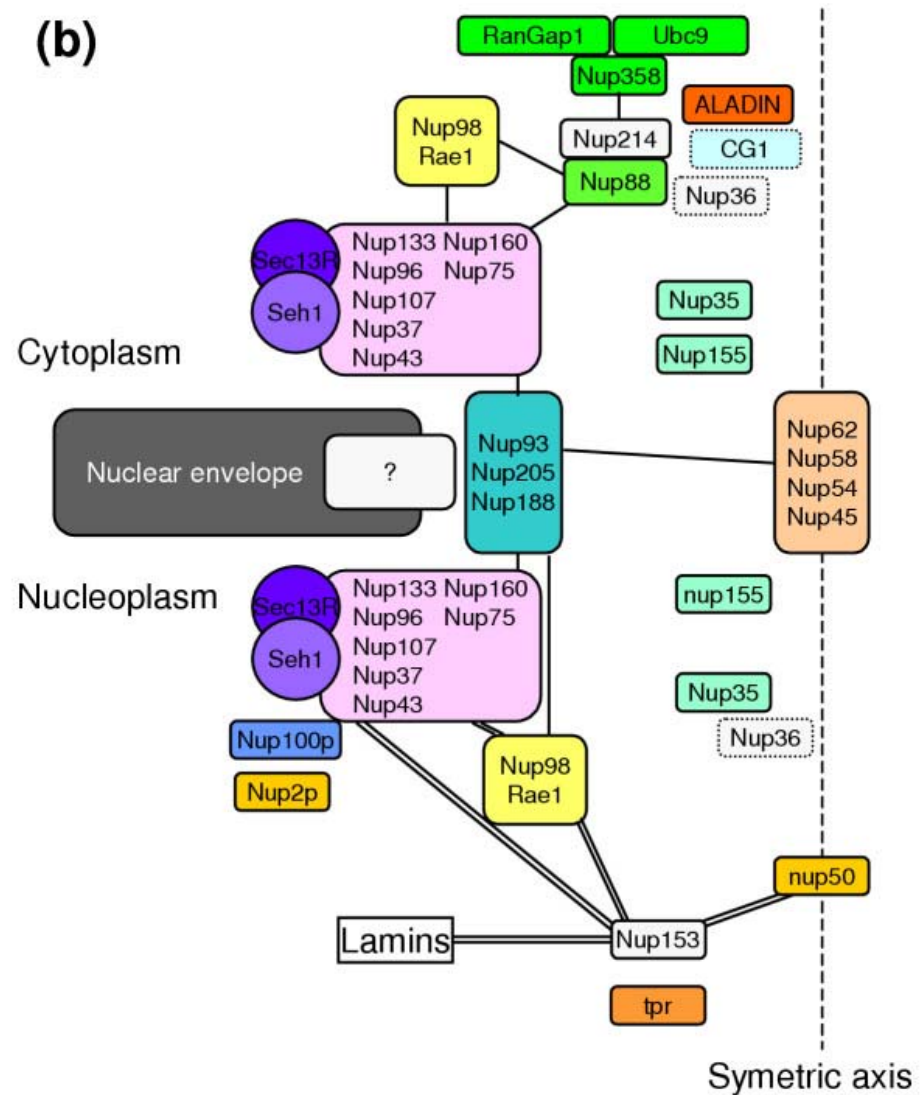 (b)
RanGap1 Ubc9
Nup358
ALADIN
Nup98
Rae1
Nup214
CG1
Nup88
Nup36
Sec13R
Seh1
Nup133 Nup160
Nup96 Nup75
Nup107
Nup37
Nup43
Nup35
Nup155
Cytoplasm
Nuclear envelope
?
Nup93
Nup205
Nup188
Nup62
Nup58
Nup54
Nup45
Nucleoplasm
Sec13R
Seh1
Nup133 Nup160
Nup96 Nup75
Nup107
Nup37
Nup43
nup155
Nup35
Nup36
Nup100p
Nup2p
Nup98
Rae1
nup50
Lamins
Nup153
tpr
Symetric axis